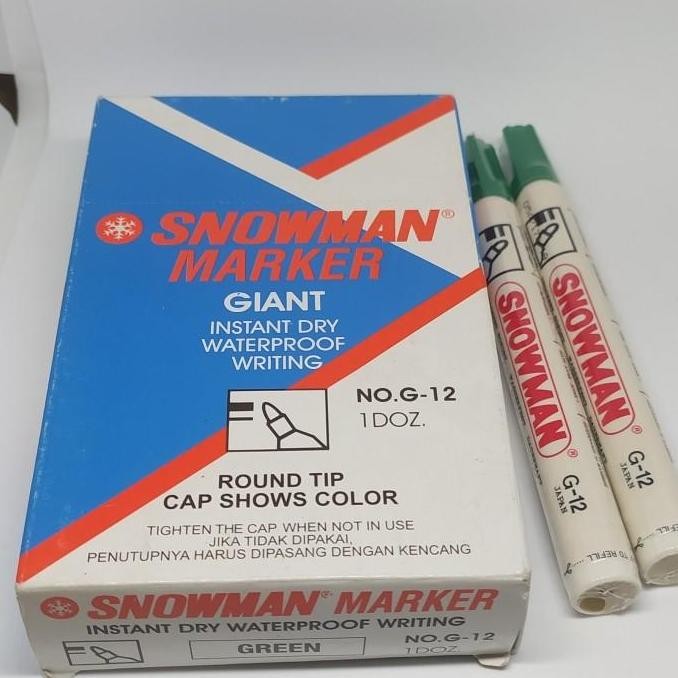 SNOWMAN®
MARKER
GIANT
INSTANT DRY
WATERPROOF
WRITING
NO.G-12
1DOZ.
ROUND TIP
CAP SHOWS COLOR
TIGHTEN THE CAP WHEN NOT IN USE
JIKA TIDAK DIPAKAI,
PENUTUPNYA HARUS DIPASANG DENGAN KENCANG
SNOWMAN® MARKER
INSTANT DRY WATERPROOF WRITING
GREEN
NO.G-12
1DOZ.
SNOWMAN®
G-12
JAPAN
SNOWMAN®
G-12
JAPAN
TO REFILL